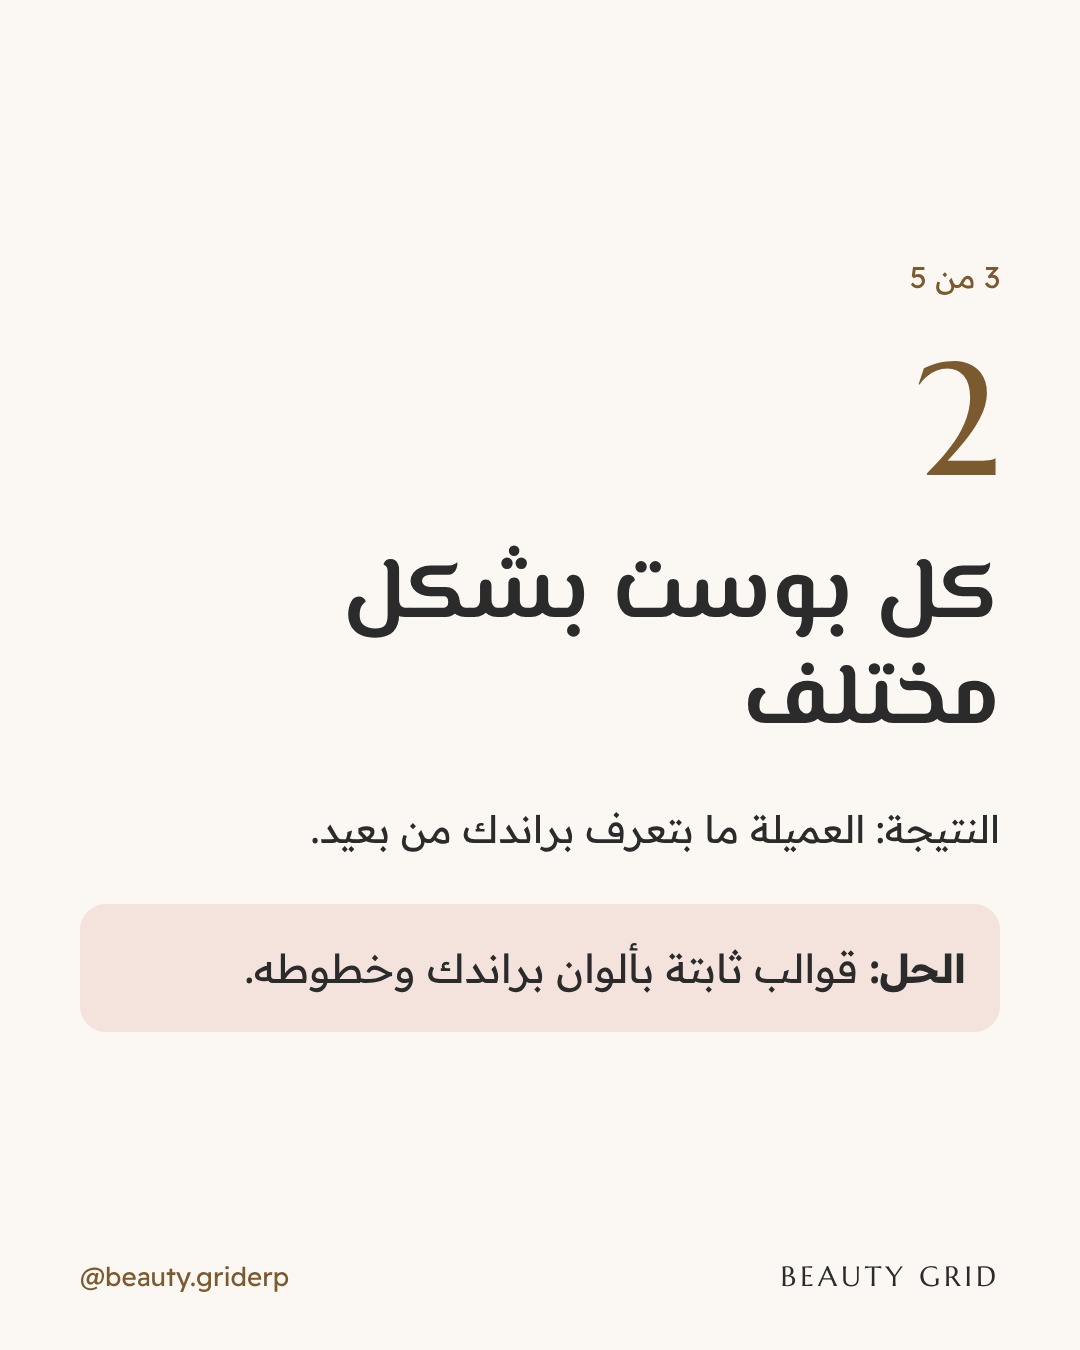 3 من 5
2
كل بوست بشكل
مختلف
النتيجة: العميلة ما بتعرف براندك من بعيد.
الحل: قوالب ثابتة بألوان براندك وخطوطه.
BEAUTY GRID
@beauty.griderp